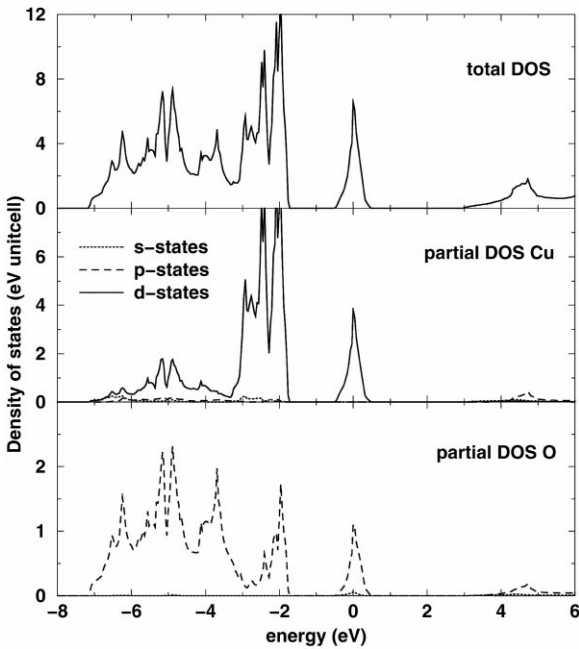 12
total DOS
8
4
0
s−states
partial DOS Cu
p−states
d−states
6
4
2
0
Density of states (eV unitcell)
partial DOS O
2
1
0
−8 −6 −4 −2 0 2 4 6
energy (eV)